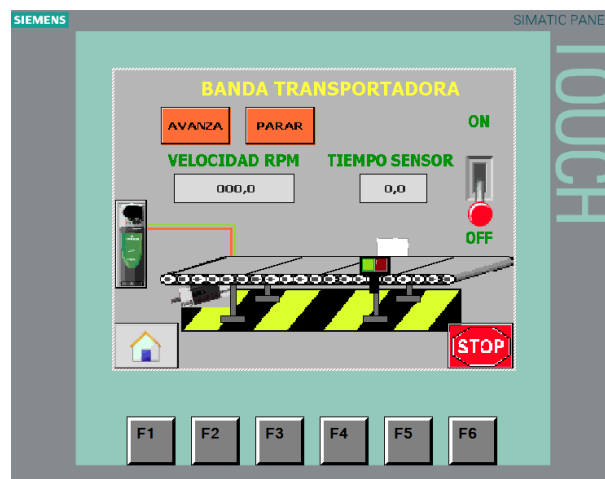 SIEMENS
SIMATIC PANE
TOUCH
BANDA TRANSPORTADORA
AVANZA
PARAR
ON
VELOCIDAD RPM
TIEMPO SENSOR
000,0
0,0
OFF
STOP
F1
F2
F3
F4
F5
F6